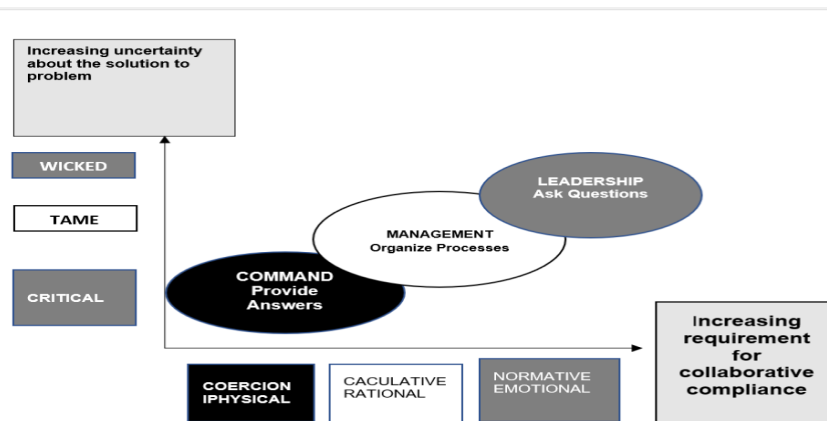 Increasing uncertainty
about the solution to
problem
WICKED
LEADERSHIP
Ask Questions
TAME
MANAGEMENT
Organize Processes
COMMAND
Provide
Answers
CRITICAL
Increasing
requirement
for
collaborative
compliance
COERCION
IPHYSICAL
CACULATIVE
RATIONAL
NORMATIVE
EMOTIONAL